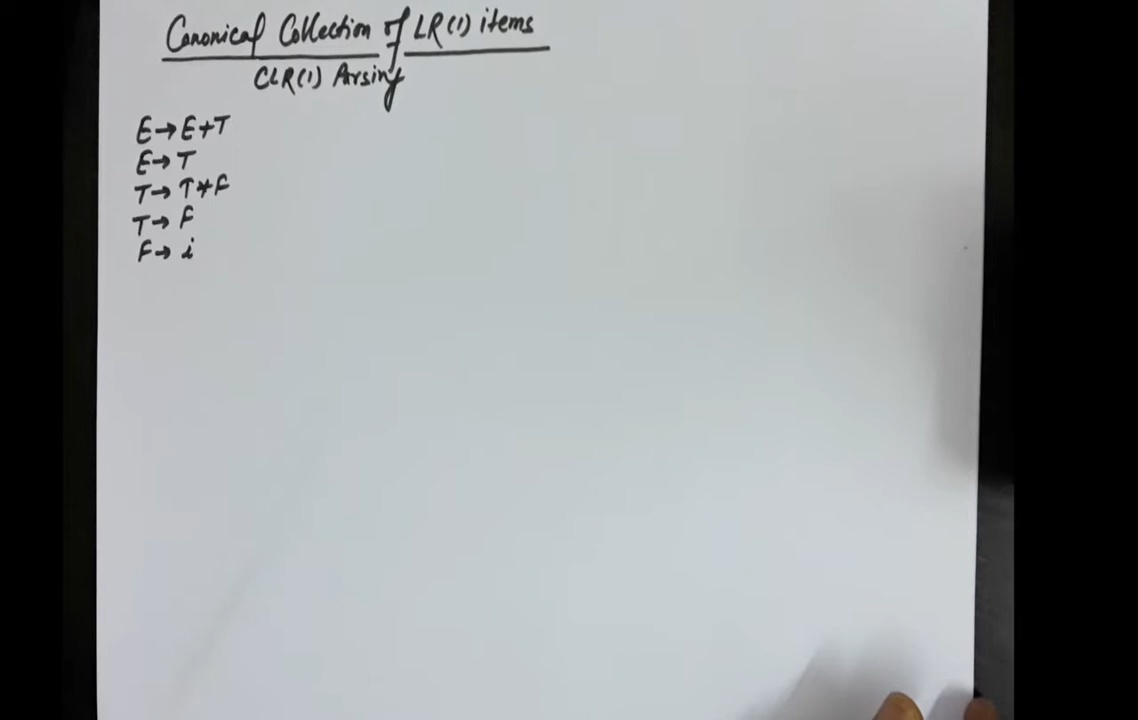 Canonical Collection of LR(1) items
CLR(1) Parsing
E→E+T
E→T
T→T*F
T→F
F→i